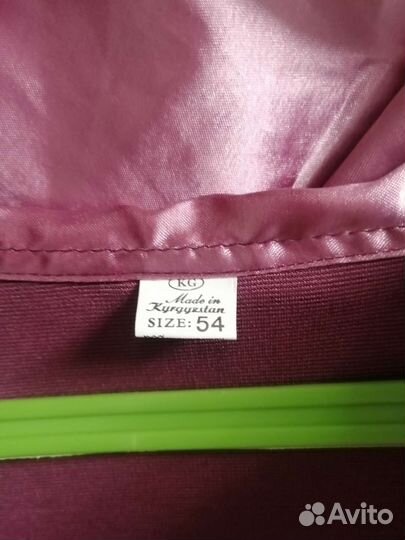 KG
Made in
Kyrgyzstan
SIZE: 54
Avito